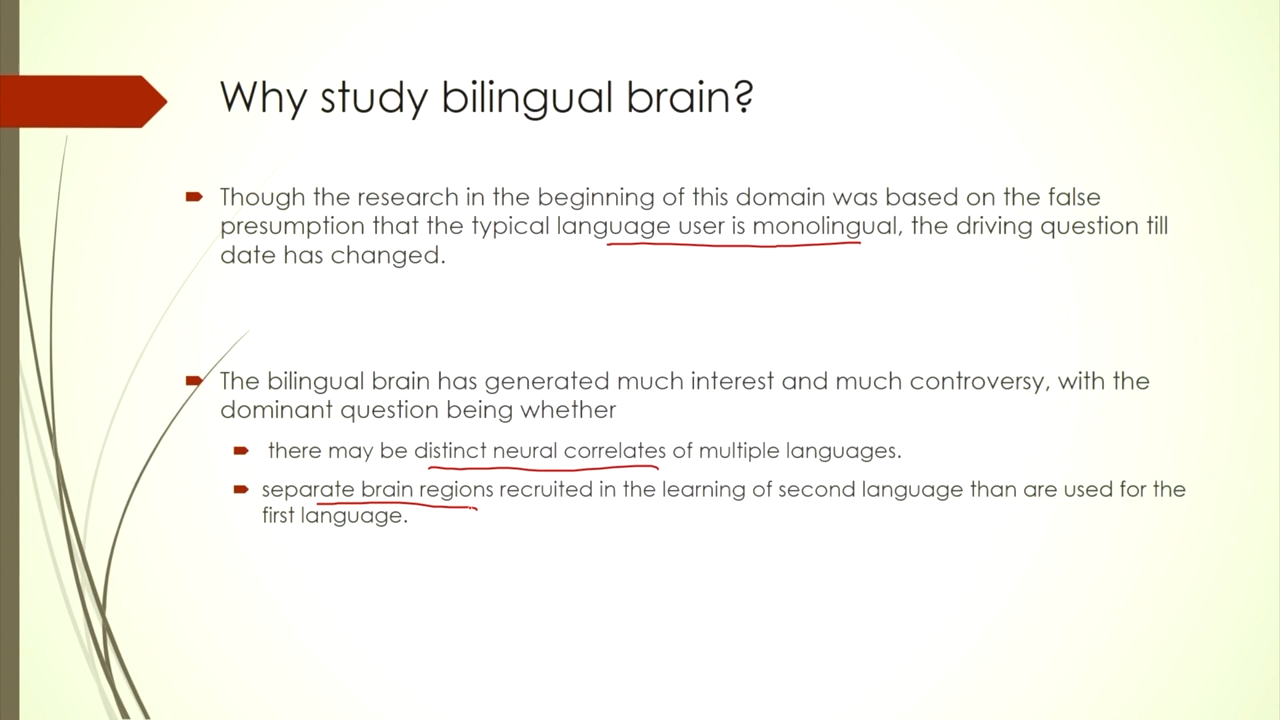 Why study bilingual brain?
Though the research in the beginning of this domain was based on the false
presumption that the typical language user is monolingual, the driving question till
date has changed.
The bilingual brain has generated much interest and much controversy, with the
dominant question being whether
there may be distinct neural correlates of multiple languages.
separate brain regions recruited in the learning of second language than are used for the
first language.